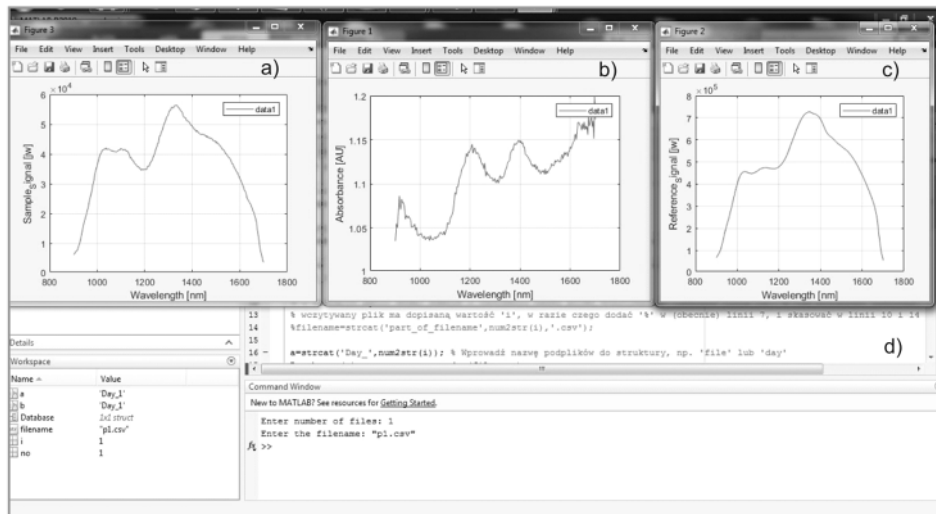 Figure 3
File Edit View Insert Tools Desktop Window Help
a)
×10⁴
data1
6
5
4
3
2
1
0
800 1000 1200 1400 1600 1800
Sample_Signal [jw]
Wavelength [nm]
Figure 1
File Edit View Insert Tools Desktop Window Help
b)
data1
1.2
1.15
1.1
1.05
1
800 1000 1200 1400 1600 1800
Absorbance [AU]
Wavelength [nm]
Figure 2
File Edit View Insert Tools Desktop Window Help
c)
×10⁵
data1
8
7
6
5
4
3
2
1
0
800 1000 1200 1400 1600 1800
Reference_Signal [jw]
Wavelength [nm]
13 % wczytywany plik ma dopisaną wartość 'i', w razie czego dodać '%' w (obecnie) linii 7, i skasować w linii 10 i 14
14 %filename=strcat('part_of_filename',num2str(i),'.csv');
15
16 – a=strcat('Day_',num2str(i)); % Wprowadź nazwę podplików do struktury, np. 'file' lub 'day'
d)
Details
Workspace
Name Value
a 'Day_1'
b 'Day_1'
Database 1x1 struct
filename "p1.csv"
i 1
no 1
Command Window
New to MATLAB? See resources for Getting Started.
Enter number of files: 1
Enter the filename: "p1.csv"
fx >>